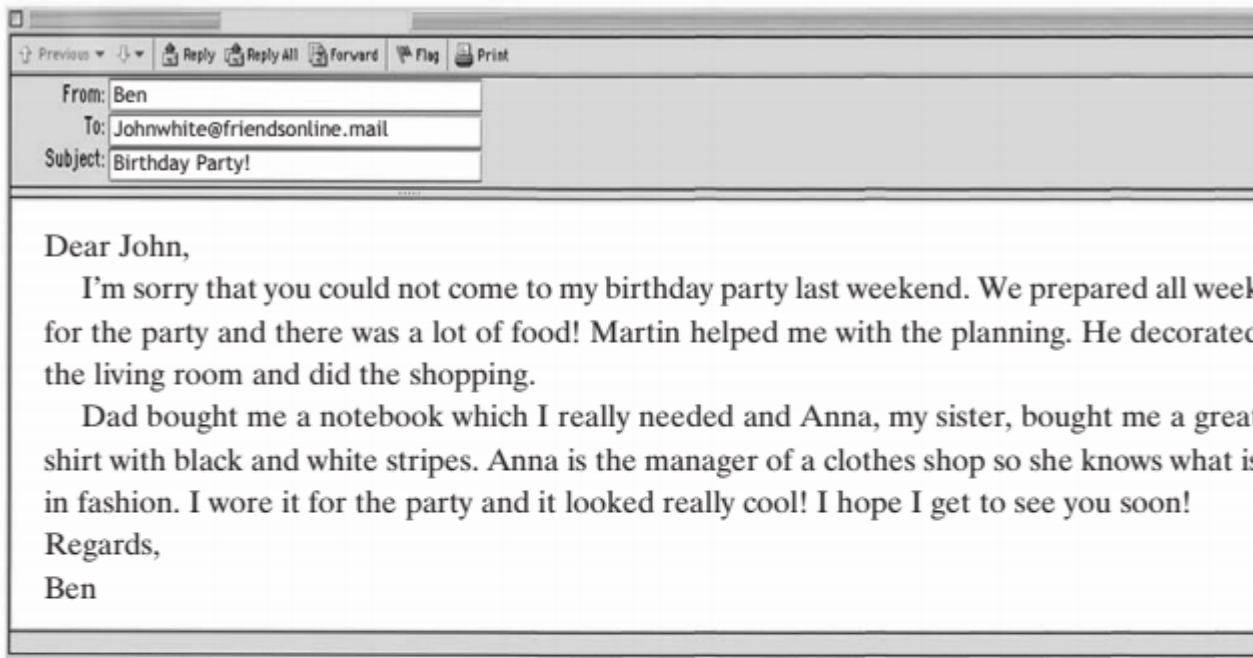 Previous Reply Reply All Forward Flag Print
From: Ben
To: Johnwhite@friendsonline.mail
Subject: Birthday Party!
Dear John,
I'm sorry that you could not come to my birthday party last weekend. We prepared all week
for the party and there was a lot of food! Martin helped me with the planning. He decorated
the living room and did the shopping.
Dad bought me a notebook which I really needed and Anna, my sister, bought me a great
shirt with black and white stripes. Anna is the manager of a clothes shop so she knows what is
in fashion. I wore it for the party and it looked really cool! I hope I get to see you soon!
Regards,
Ben